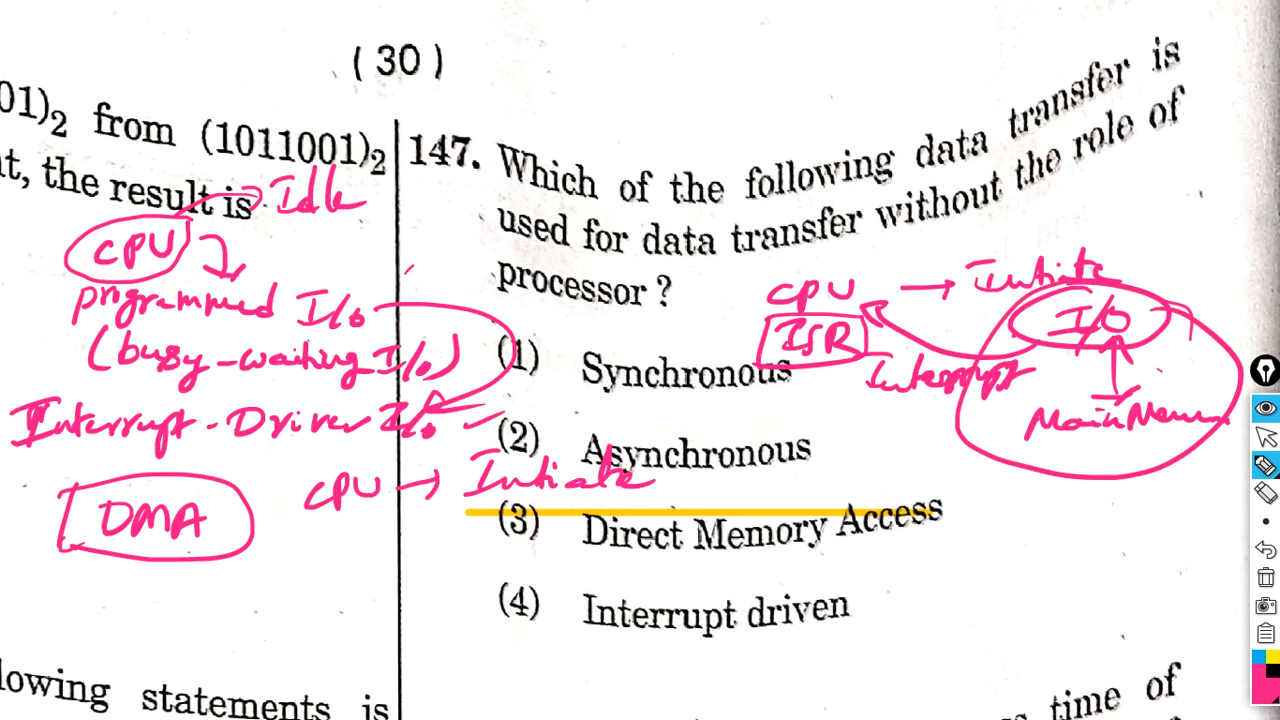 ( 30 )
01)2 from (1011001)2
nt, the result is
Idle
CPU
programmed I/o
(busy-waiting I/o)
Interrupt-Driven I/o
DMA
CPU → Initiate
lowing statements is
147. Which of the following data transfer is
used for data transfer without the role of
processor ?
CPU → Intiate
ISR
I/O
Interrupt
Main Memory
(1) Synchronous
(2) Asynchronous
(3) Direct Memory Access
(4) Interrupt driven
time of